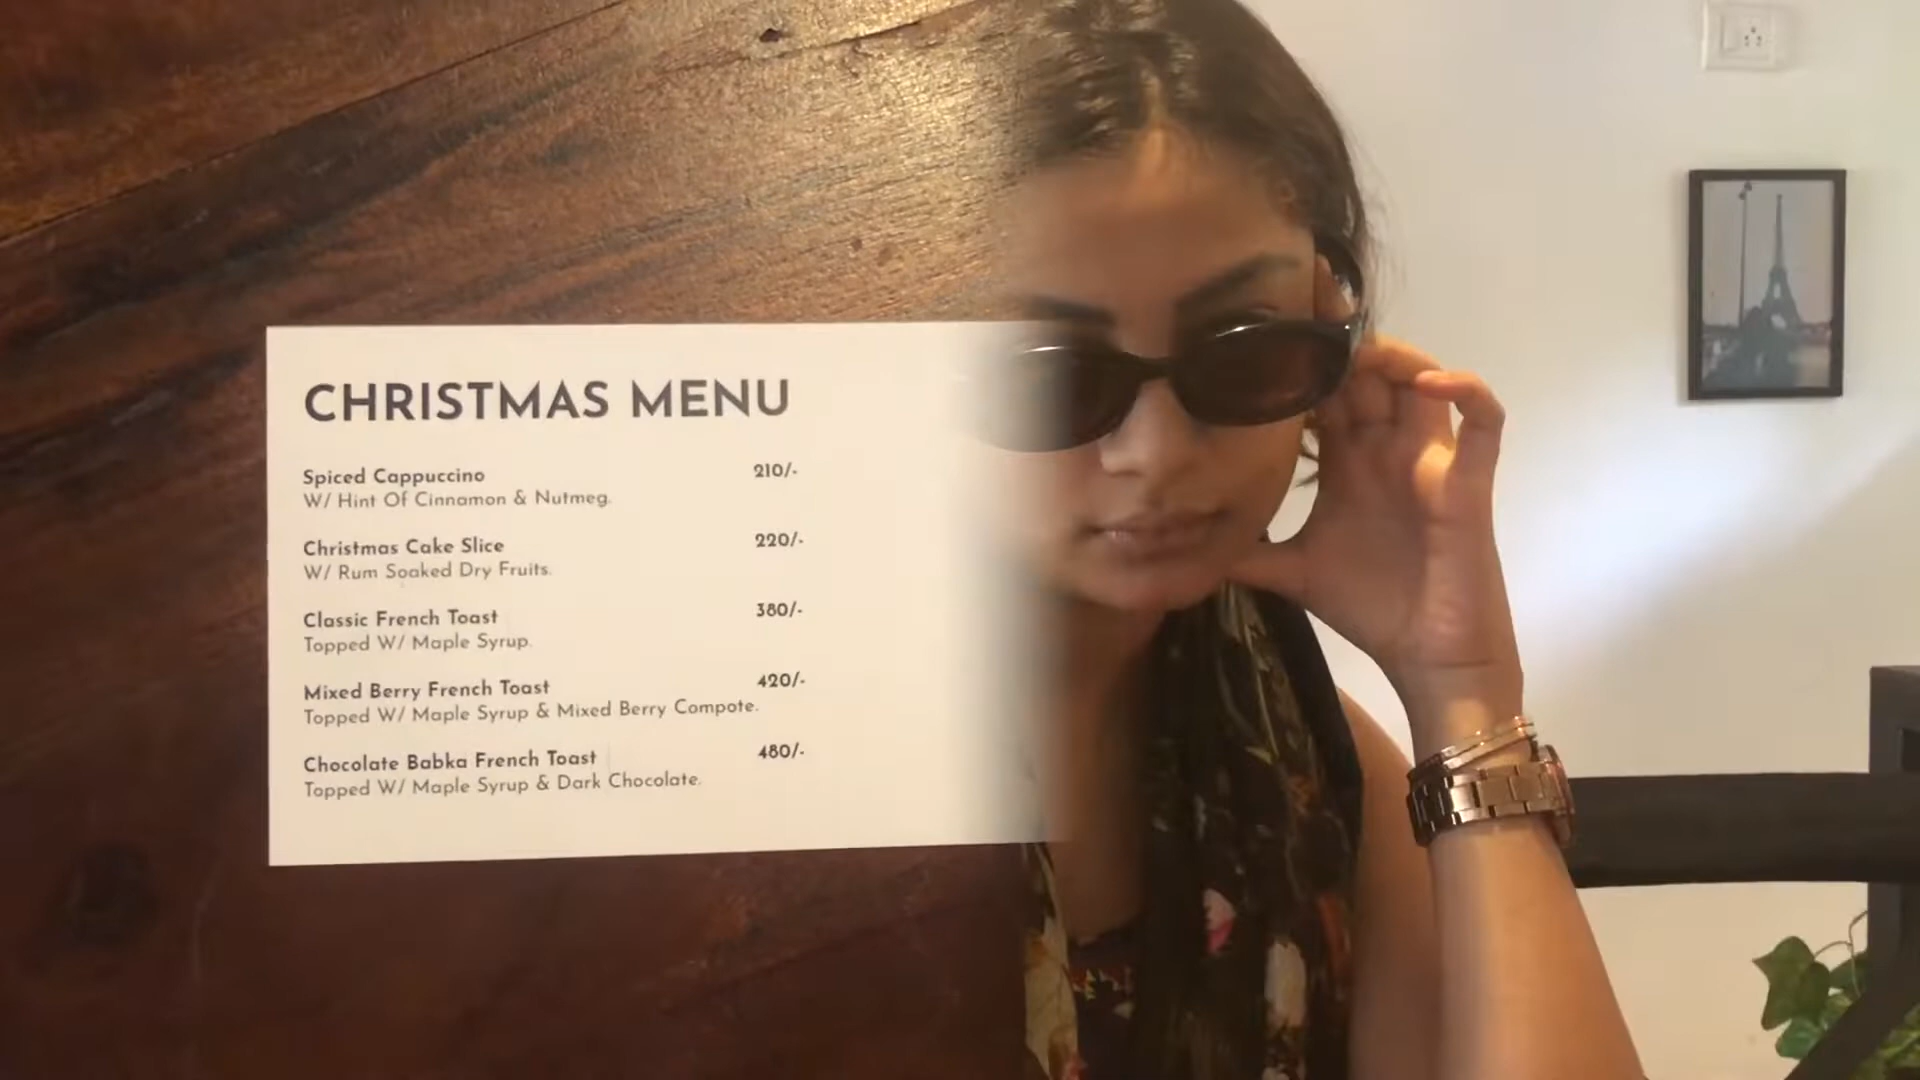 CHRISTMAS MENU
Spiced Cappuccino 210/-
W/ Hint Of Cinnamon & Nutmeg.
Christmas Cake Slice 220/-
W/ Rum Soaked Dry Fruits.
Classic French Toast 380/-
Topped W/ Maple Syrup.
Mixed Berry French Toast 420/-
Topped W/ Maple Syrup & Mixed Berry Compote.
Chocolate Babka French Toast 480/-
Topped W/ Maple Syrup & Dark Chocolate.